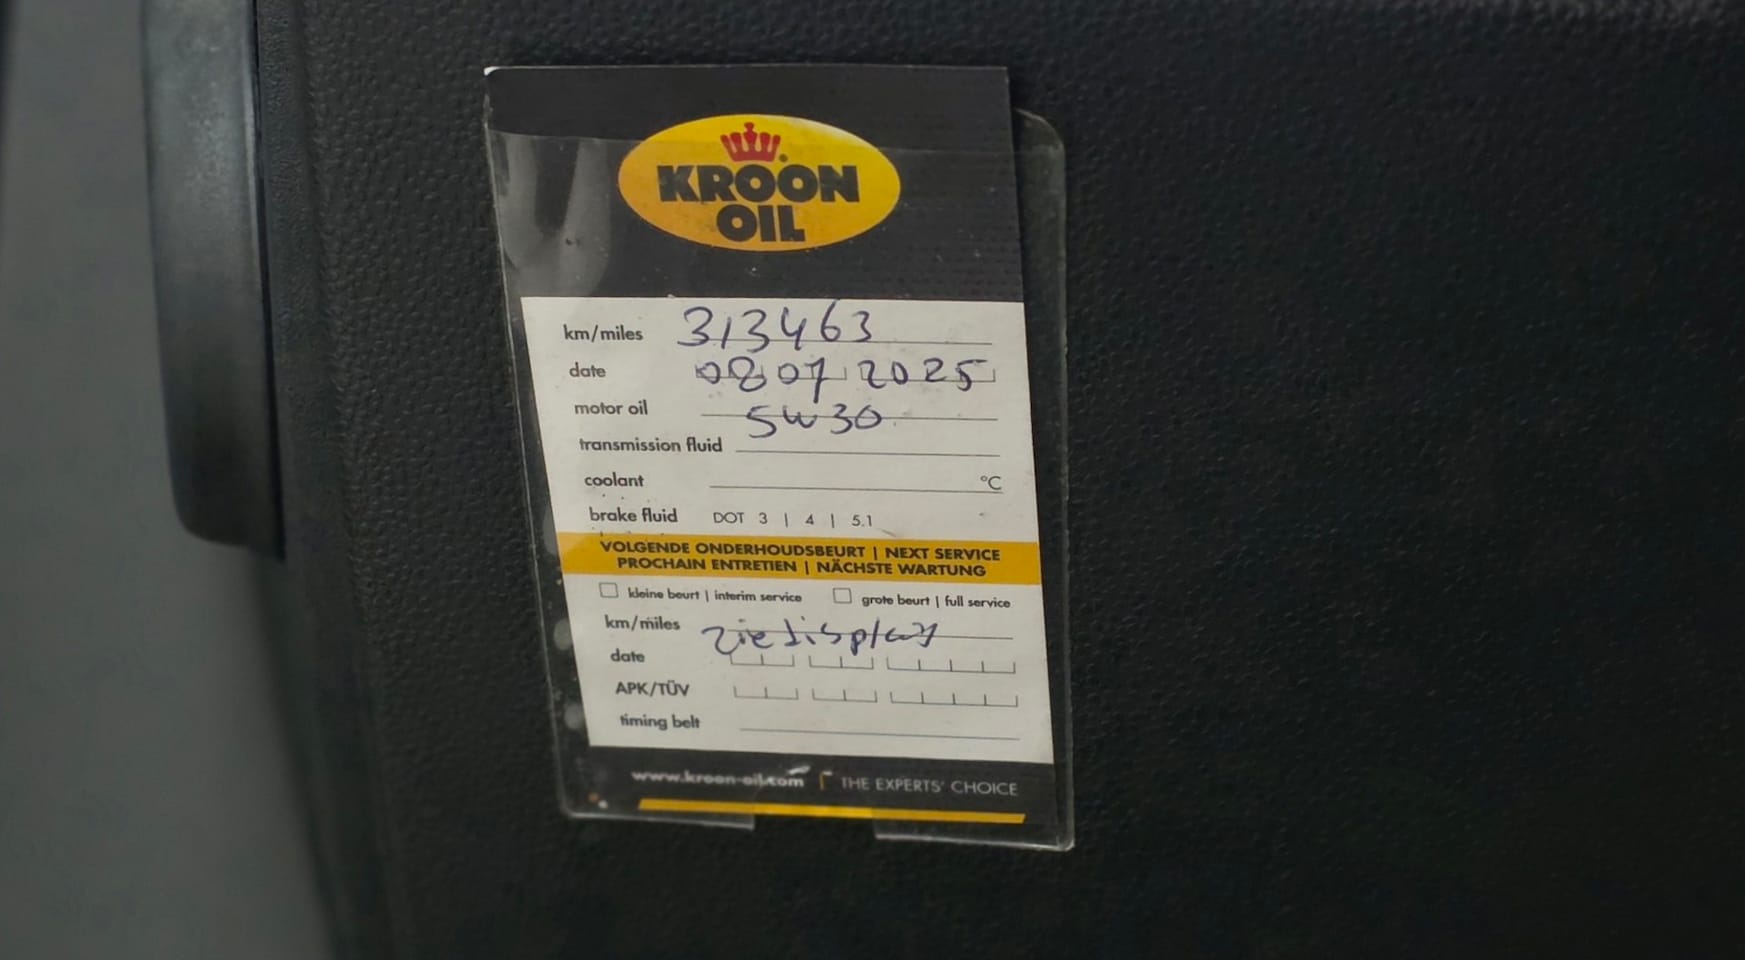 KROON
OIL
km/miles 313463
date 08 07 2025
motor oil 5W30
transmission fluid
coolant °C
brake fluid DOT 3 | 4 | 5.1
VOLGENDE ONDERHOUDSBEURT | NEXT SERVICE
PROCHAIN ENTRETIEN | NÄCHSTE WARTUNG
kleine beurt | interim service grote beurt | full service
km/miles zie display
date
APK/TÜV
timing belt
www.kroon-oil.com THE EXPERTS' CHOICE